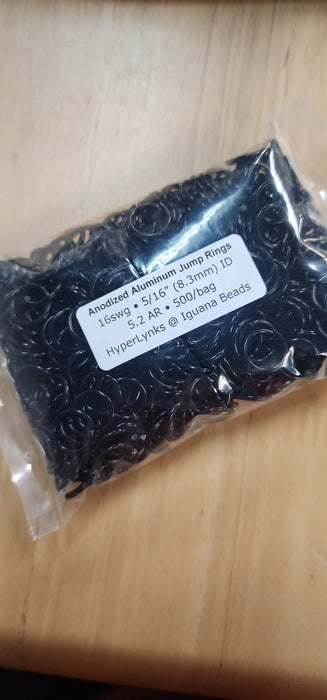 Anodized Aluminum Jump Rings
16swg • 5/16" (8.3mm) ID
5.2 AR • 500/bag
HyperLynks @ Iguana Beads